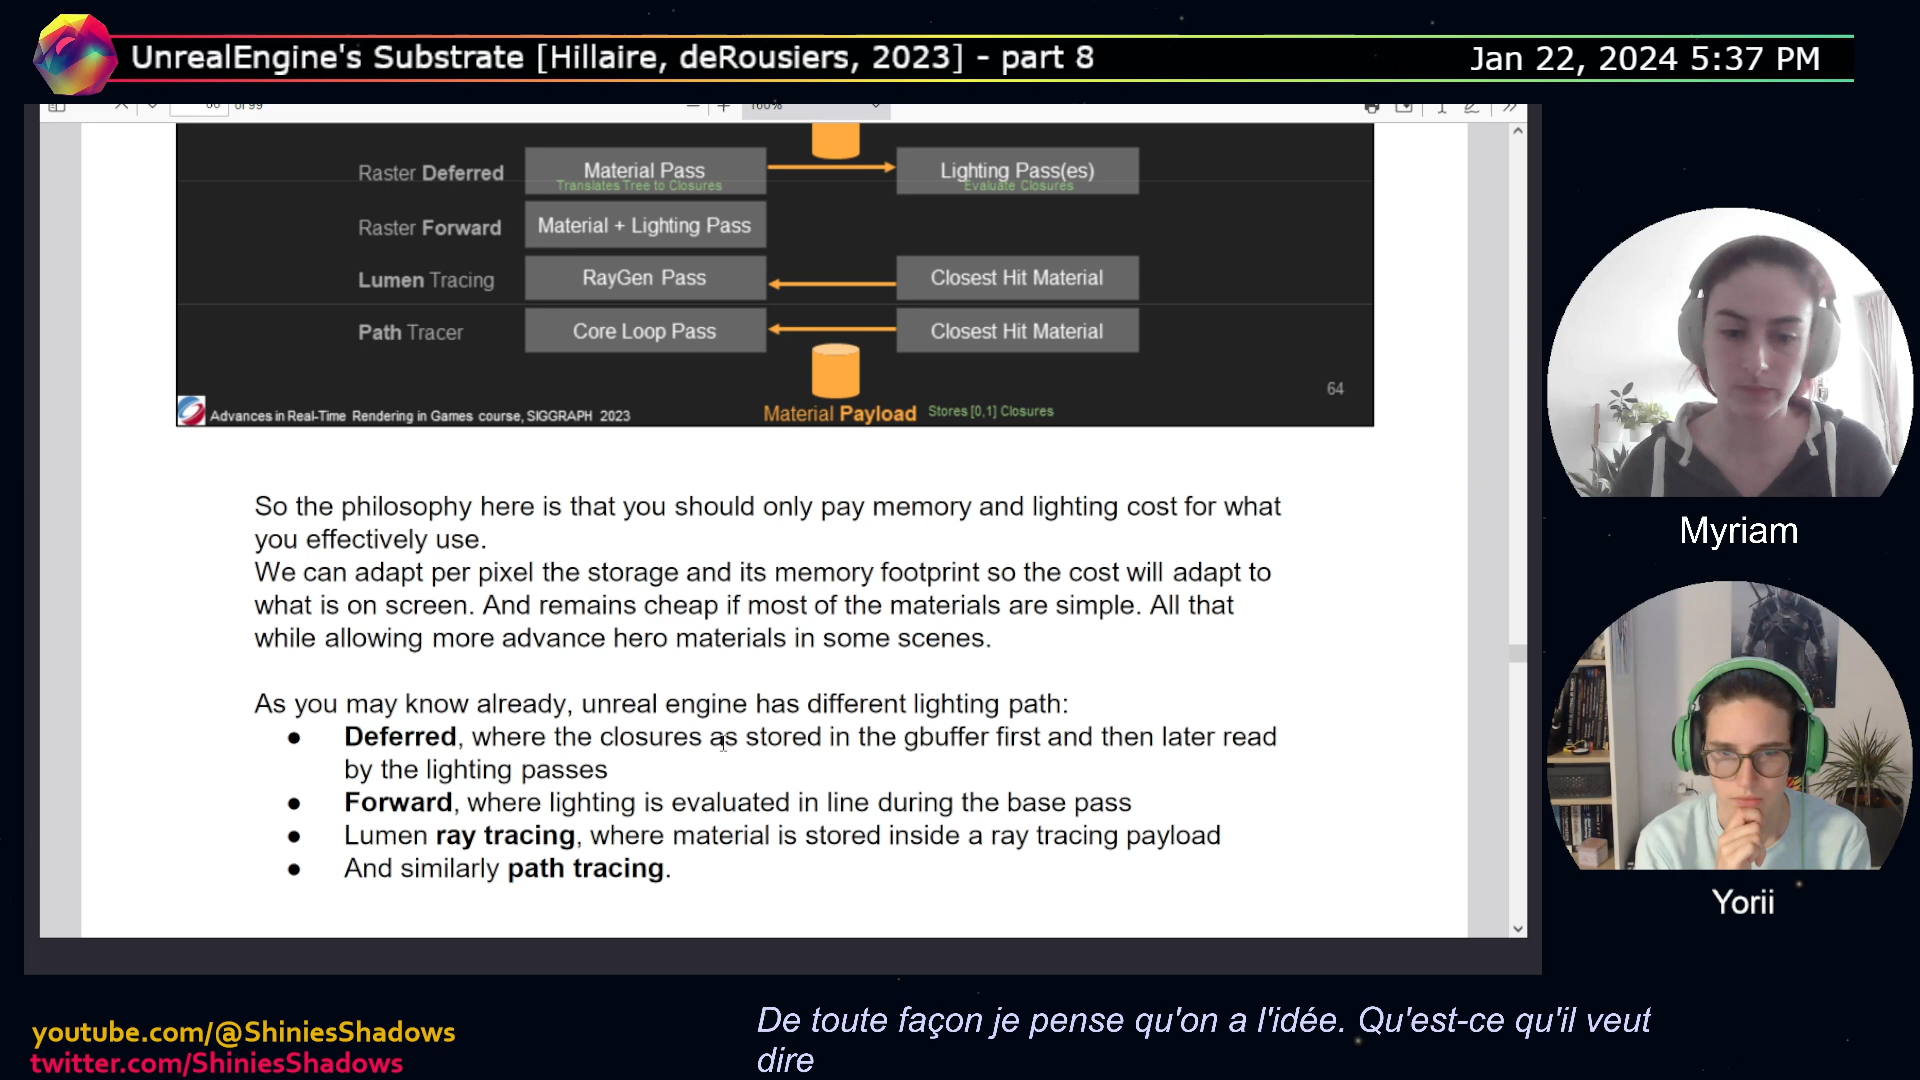 UnrealEngine's Substrate [Hillaire, deRousiers, 2023] - part 8
Jan 22, 2024 5:37 PM
of 99
160%
Raster Deferred
Material Pass
Translates Tree to Closures
Lighting Pass(es)
Evaluate Closures
Raster Forward
Material + Lighting Pass
Lumen Tracing
RayGen Pass
Closest Hit Material
Path Tracer
Core Loop Pass
Closest Hit Material
64
Advances in Real-Time Rendering in Games course, SIGGRAPH 2023
Material Payload
Stores [0,1] Closures
So the philosophy here is that you should only pay memory and lighting cost for what
you effectively use.
We can adapt per pixel the storage and its memory footprint so the cost will adapt to
what is on screen. And remains cheap if most of the materials are simple. All that
while allowing more advance hero materials in some scenes.
As you may know already, unreal engine has different lighting path:
● Deferred, where the closures as stored in the gbuffer first and then later read
by the lighting passes
● Forward, where lighting is evaluated in line during the base pass
● Lumen ray tracing, where material is stored inside a ray tracing payload
● And similarly path tracing.
Myriam
Yorii
youtube.com/@ShiniesShadows
twitter.com/ShiniesShadows
De toute façon je pense qu'on a l'idée. Qu'est-ce qu'il veut
dire